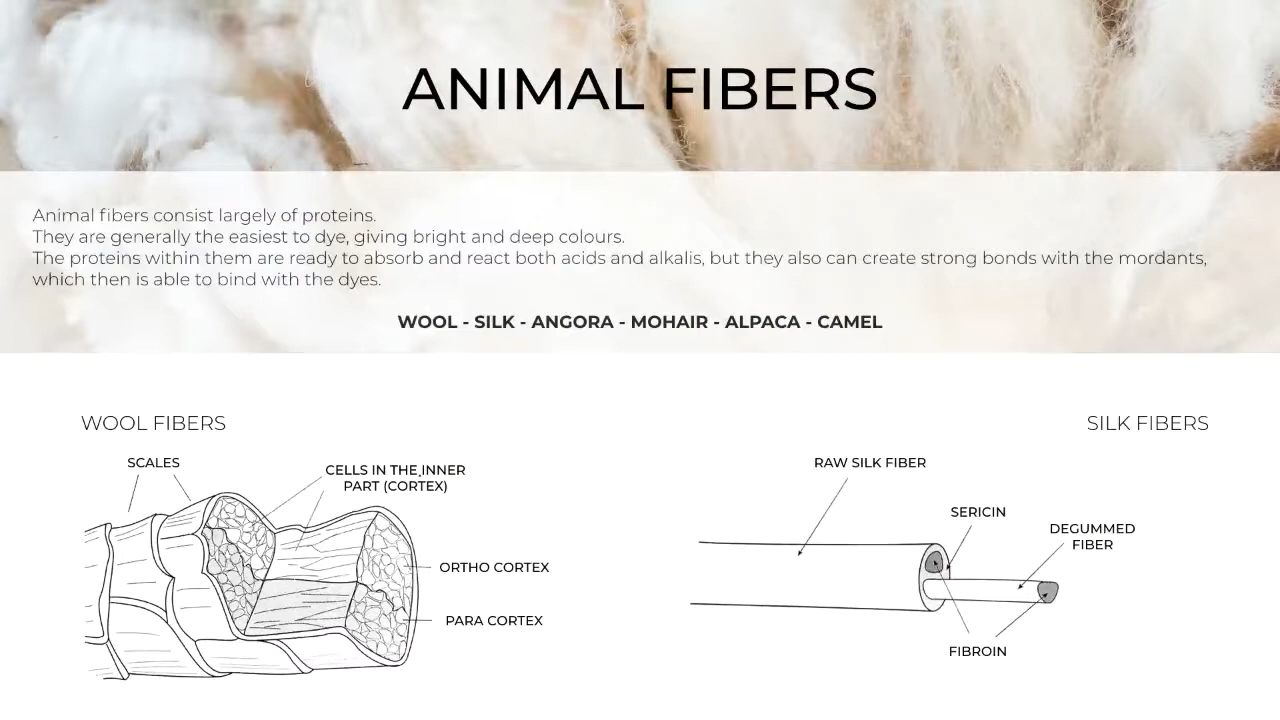 ANIMAL FIBERS
Animal fibers consist largely of proteins.
They are generally the easiest to dye, giving bright and deep colours.
The proteins within them are ready to absorb and react both acids and alkalis, but they also can create strong bonds with the mordants,
which then is able to bind with the dyes.
WOOL - SILK - ANGORA - MOHAIR - ALPACA - CAMEL
WOOL FIBERS
SCALES
CELLS IN THE INNER
PART (CORTEX)
ORTHO CORTEX
PARA CORTEX
SILK FIBERS
RAW SILK FIBER
SERICIN
DEGUMMED
FIBER
FIBROIN